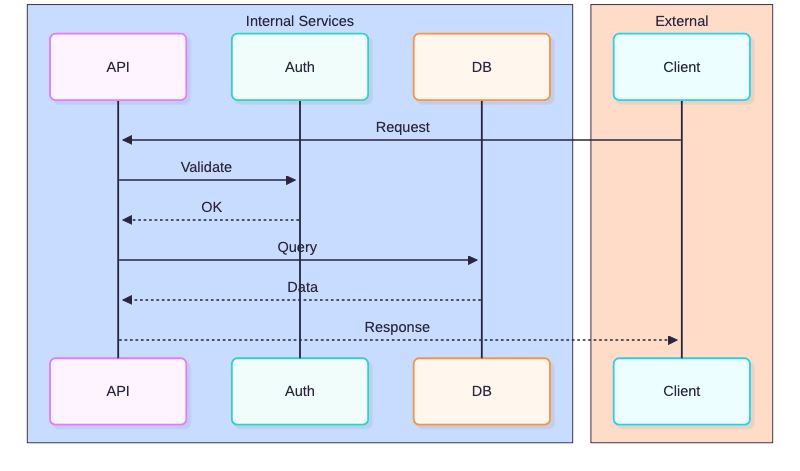 Internal Services
External
API
Auth
DB
Client
Request
Validate
OK
Query
Data
Response
API
Auth
DB
Client